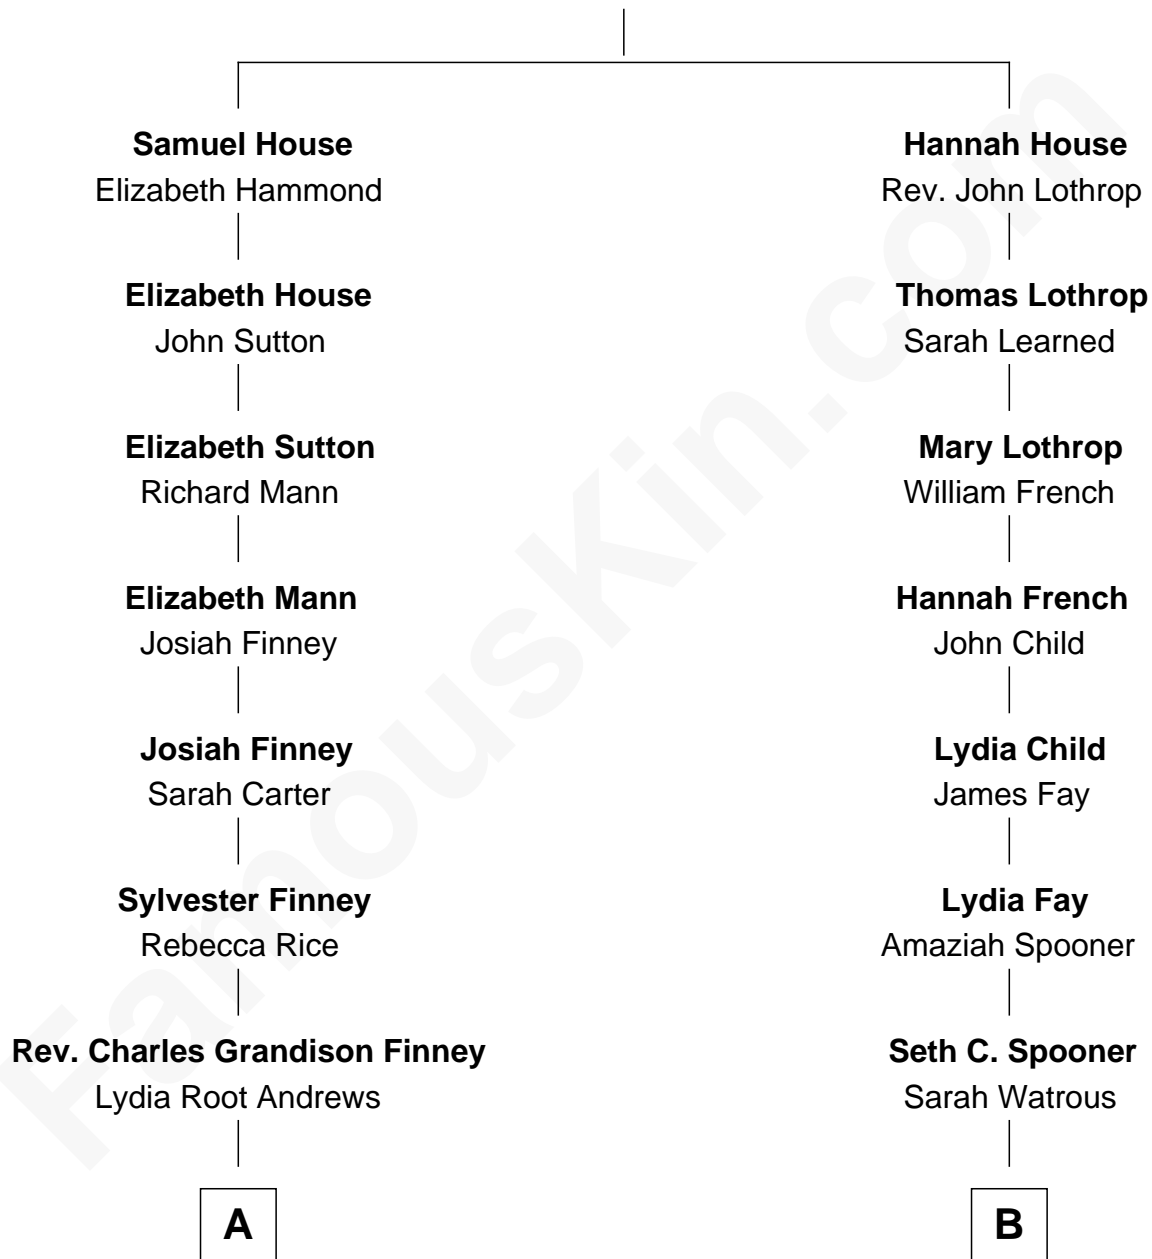 Samuel House
Elizabeth Hammond
Elizabeth House
John Sutton
Elizabeth Sutton
Richard Mann
Elizabeth Mann
Josiah Finney
Josiah Finney
Sarah Carter
Sylvester Finney
Rebecca Rice
Rev. Charles Grandison Finney
Lydia Root Andrews
A
Hannah House
Rev. John Lothrop
Thomas Lothrop
Sarah Learned
Mary Lothrop
William French
Hannah French
John Child
Lydia Child
James Fay
Lydia Fay
Amaziah Spooner
Seth C. Spooner
Sarah Watrous
B
FamousKin.com